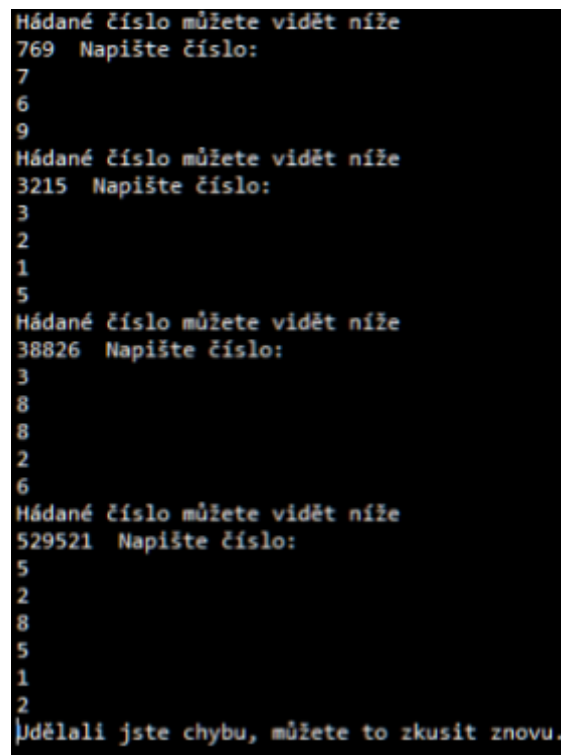 Hádané číslo můžete vidět níže
769  Napište číslo:
7
6
9
Hádané číslo můžete vidět níže
3215  Napište číslo:
3
2
1
5
Hádané číslo můžete vidět níže
38826  Napište číslo:
3
8
8
2
6
Hádané číslo můžete vidět níže
529521  Napište číslo:
5
2
8
5
1
2
Udělali jste chybu, můžete to zkusit znovu.